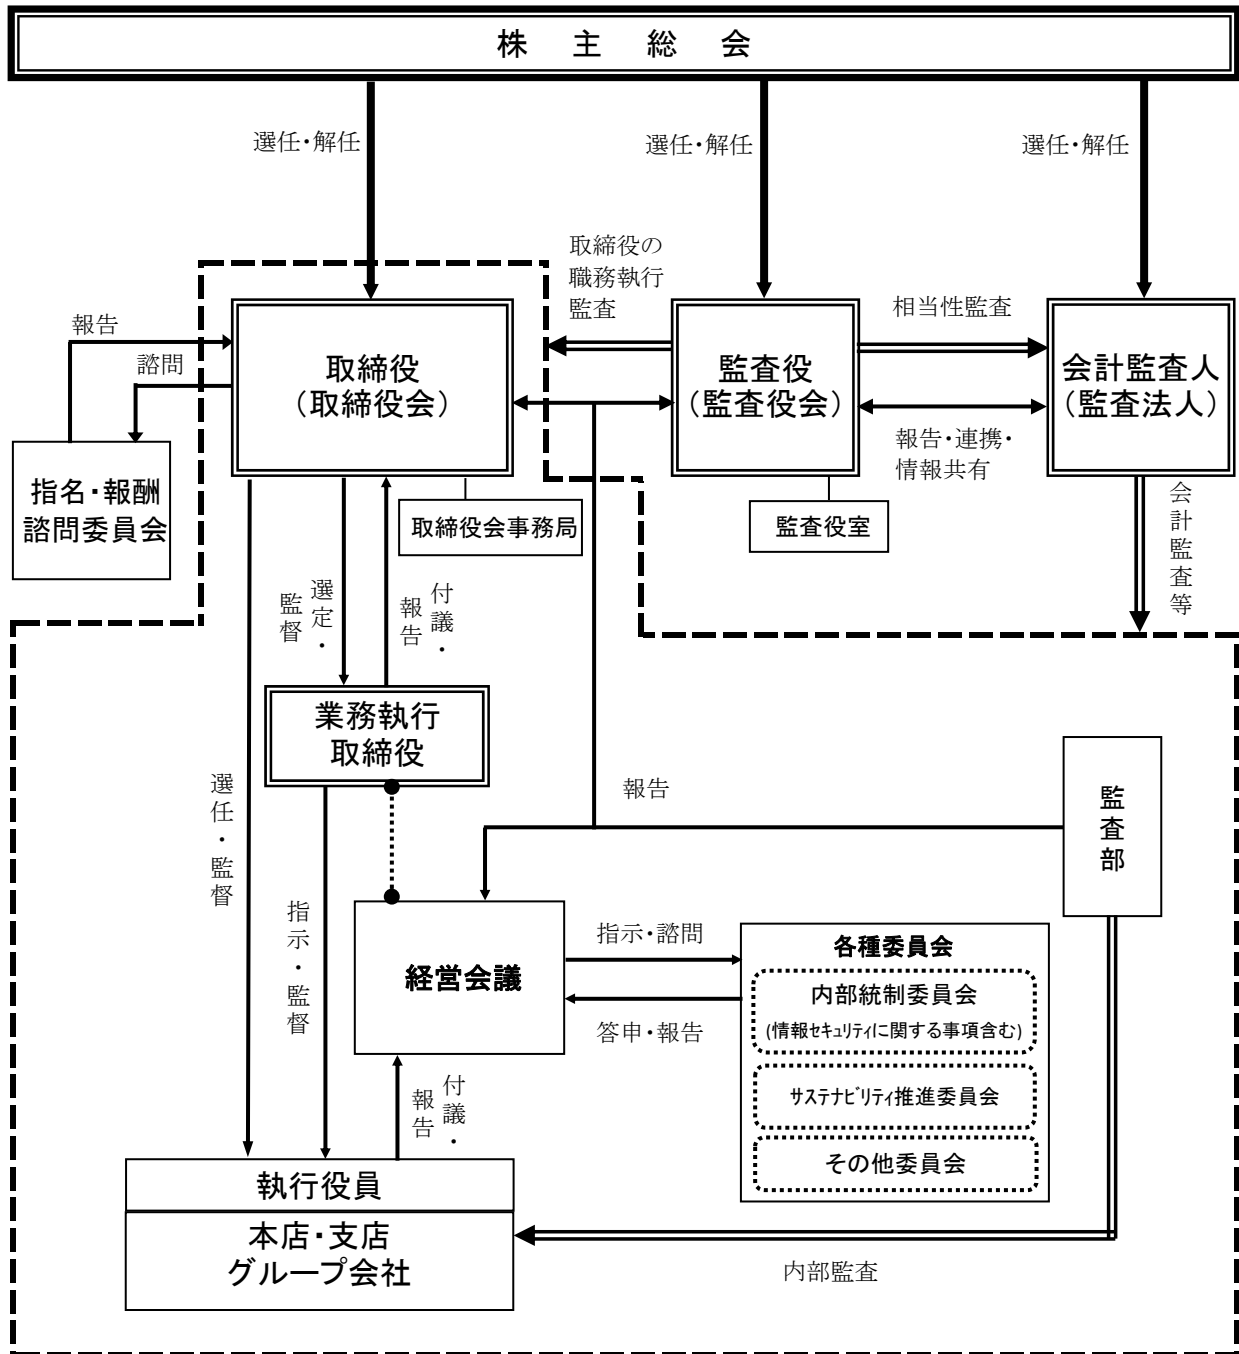 株主総会
選任・解任
選任・解任
選任・解任
取締役の
職務執行
監査
相当性監査
報告
諮問
取締役
(取締役会)
監査役
(監査役会)
会計監査人
(監査法人)
報告・連携・
情報共有
指名・報酬
諮問委員会
取締役会事務局
監査役室
会計監査等
選定・
監督
付議・
報告
業務執行
取締役
選任・監督
報告
監査部
指示・監督
経営会議
指示・諮問
答申・報告
各種委員会
内部統制委員会
(情報ｾｷｭﾘﾃｨに関する事項含む)
ｻｽﾃﾅﾋﾞﾘﾃｨ推進委員会
その他委員会
付議・
報告
執行役員
本店・支店
グループ会社
内部監査